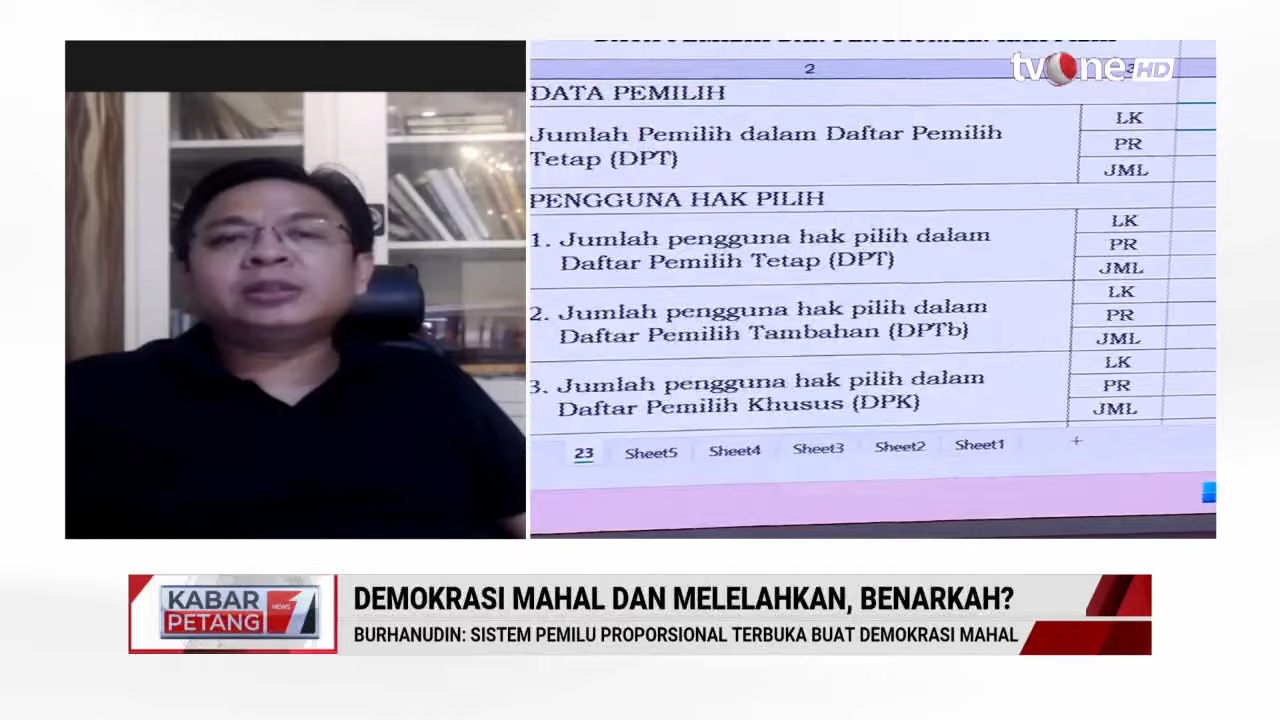 tvOne HD
2
3
DATA PEMILIH
Jumlah Pemilih dalam Daftar Pemilih
Tetap (DPT)
LK
PR
JML
PENGGUNA HAK PILIH
1. Jumlah pengguna hak pilih dalam
Daftar Pemilih Tetap (DPT)
LK
PR
JML
2. Jumlah pengguna hak pilih dalam
Daftar Pemilih Tambahan (DPTb)
LK
PR
JML
3. Jumlah pengguna hak pilih dalam
Daftar Pemilih Khusus (DPK)
LK
PR
JML
23 Sheet5 Sheet4 Sheet3 Sheet2 Sheet1 +
KABAR
PETANG
NEWS 1
DEMOKRASI MAHAL DAN MELELAHKAN, BENARKAH?
BURHANUDIN: SISTEM PEMILU PROPORSIONAL TERBUKA BUAT DEMOKRASI MAHAL